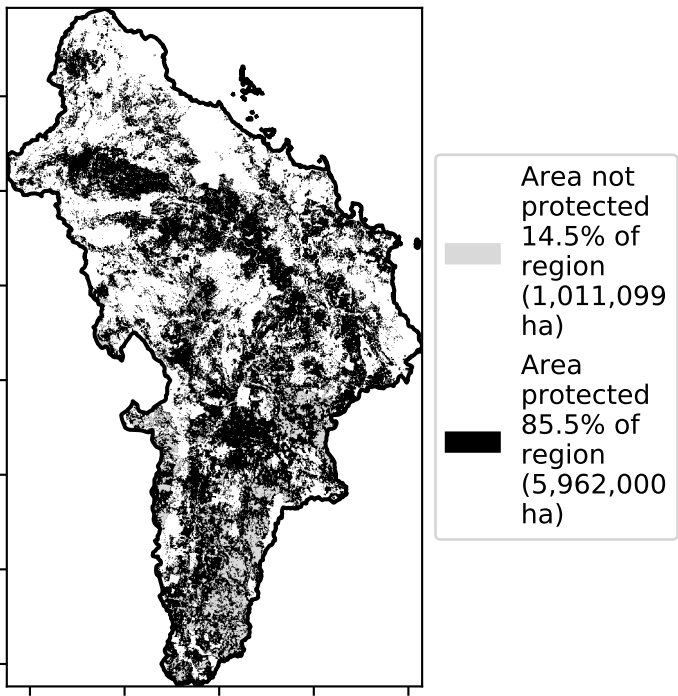 Area not
protected
14.5% of
region
(1,011,099
ha)
Area
protected
85.5% of
region
(5,962,000
ha)